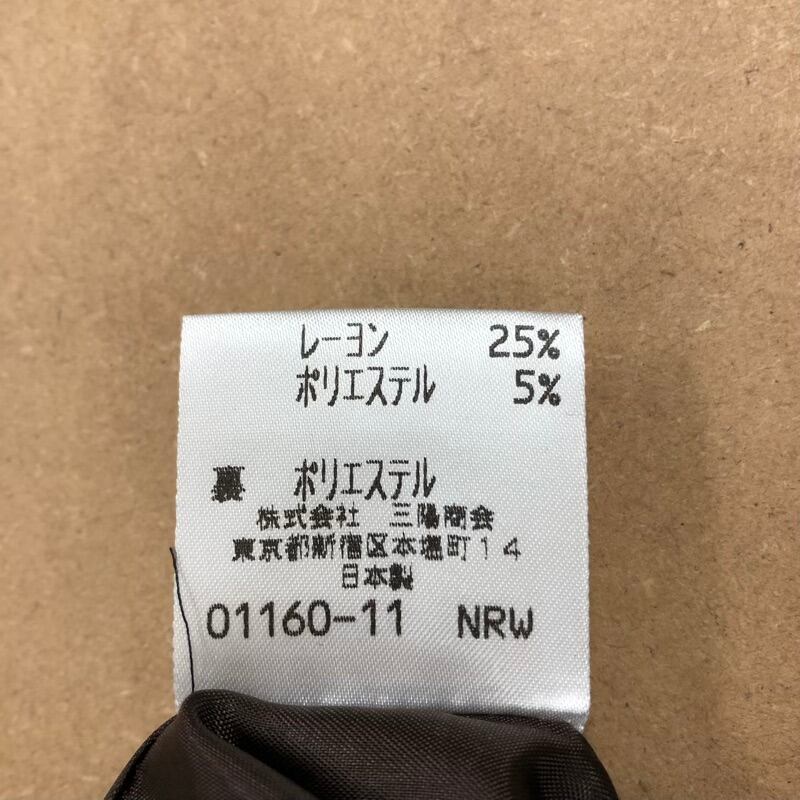 レーヨン 25%
ポリエステル 5%
裏 ポリエステル
株式会社 三陽商会
東京都新宿区本塩町14
日本製
01160-11 NRW